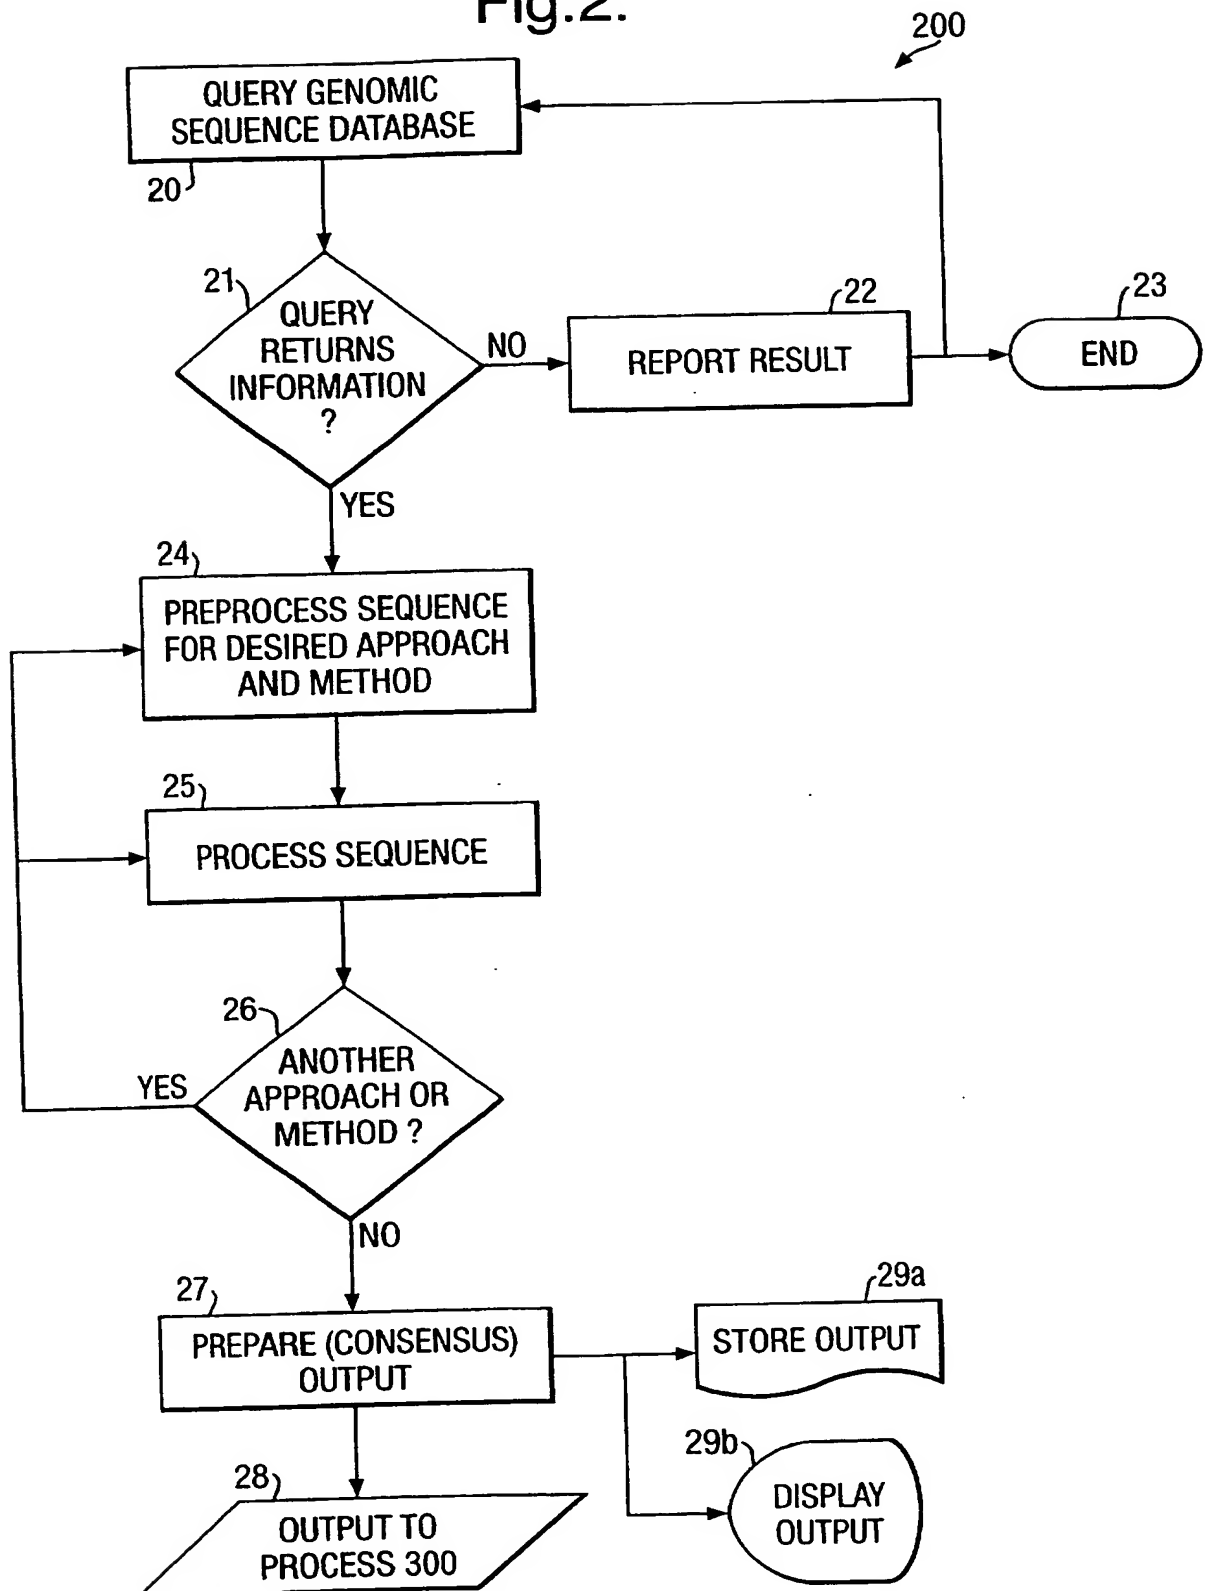 Fig.2.
200
QUERY GENOMIC
SEQUENCE DATABASE
20
21
QUERY
RETURNS
INFORMATION
?
NO
22
REPORT RESULT
23
END
YES
24
PREPROCESS SEQUENCE
FOR DESIRED APPROACH
AND METHOD
25
PROCESS SEQUENCE
26
ANOTHER
APPROACH OR
METHOD ?
YES
NO
27
PREPARE (CONSENSUS)
OUTPUT
29a
STORE OUTPUT
29b
DISPLAY
OUTPUT
28
OUTPUT TO
PROCESS 300